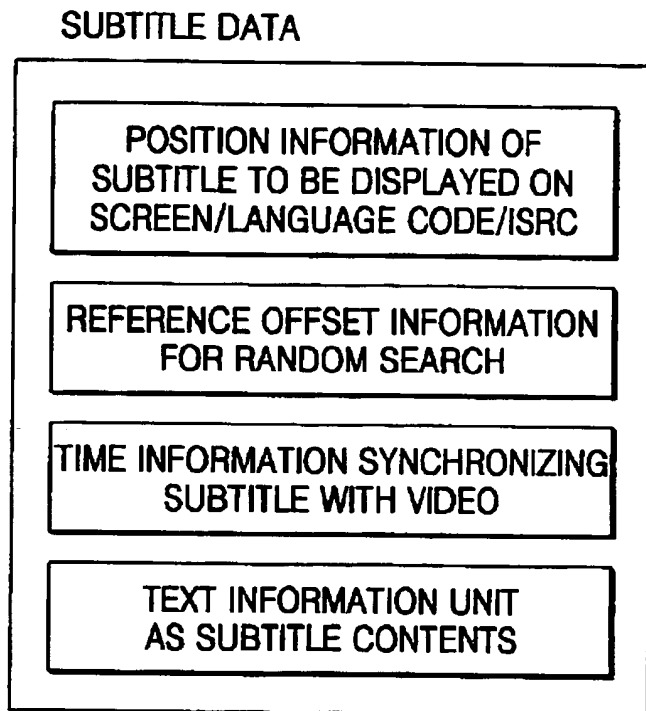 SUBTITLE DATA
POSITION INFORMATION OF
SUBTITLE TO BE DISPLAYED ON
SCREEN/LANGUAGE CODE/ISRC
REFERENCE OFFSET INFORMATION
FOR RANDOM SEARCH
TIME INFORMATION SYNCHRONIZING
SUBTITLE WITH VIDEO
TEXT INFORMATION UNIT
AS SUBTITLE CONTENTS